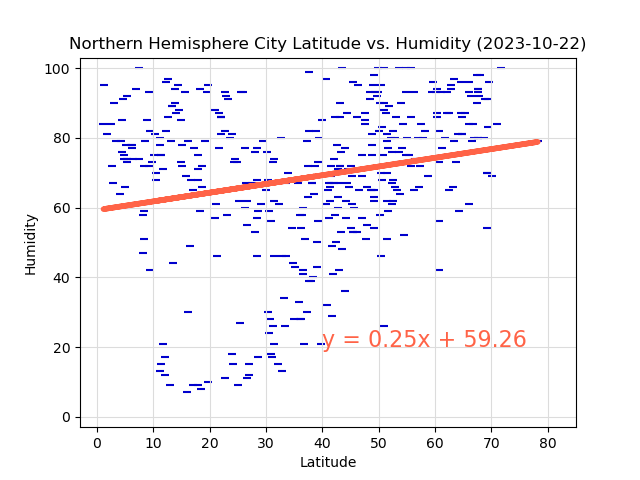 Northern Hemisphere City Latitude vs. Humidity (2023-10-22)
100
80
60
40
20
0
Humidity
y = 0.25x + 59.26
0 10 20 30 40 50 60 70 80
Latitude